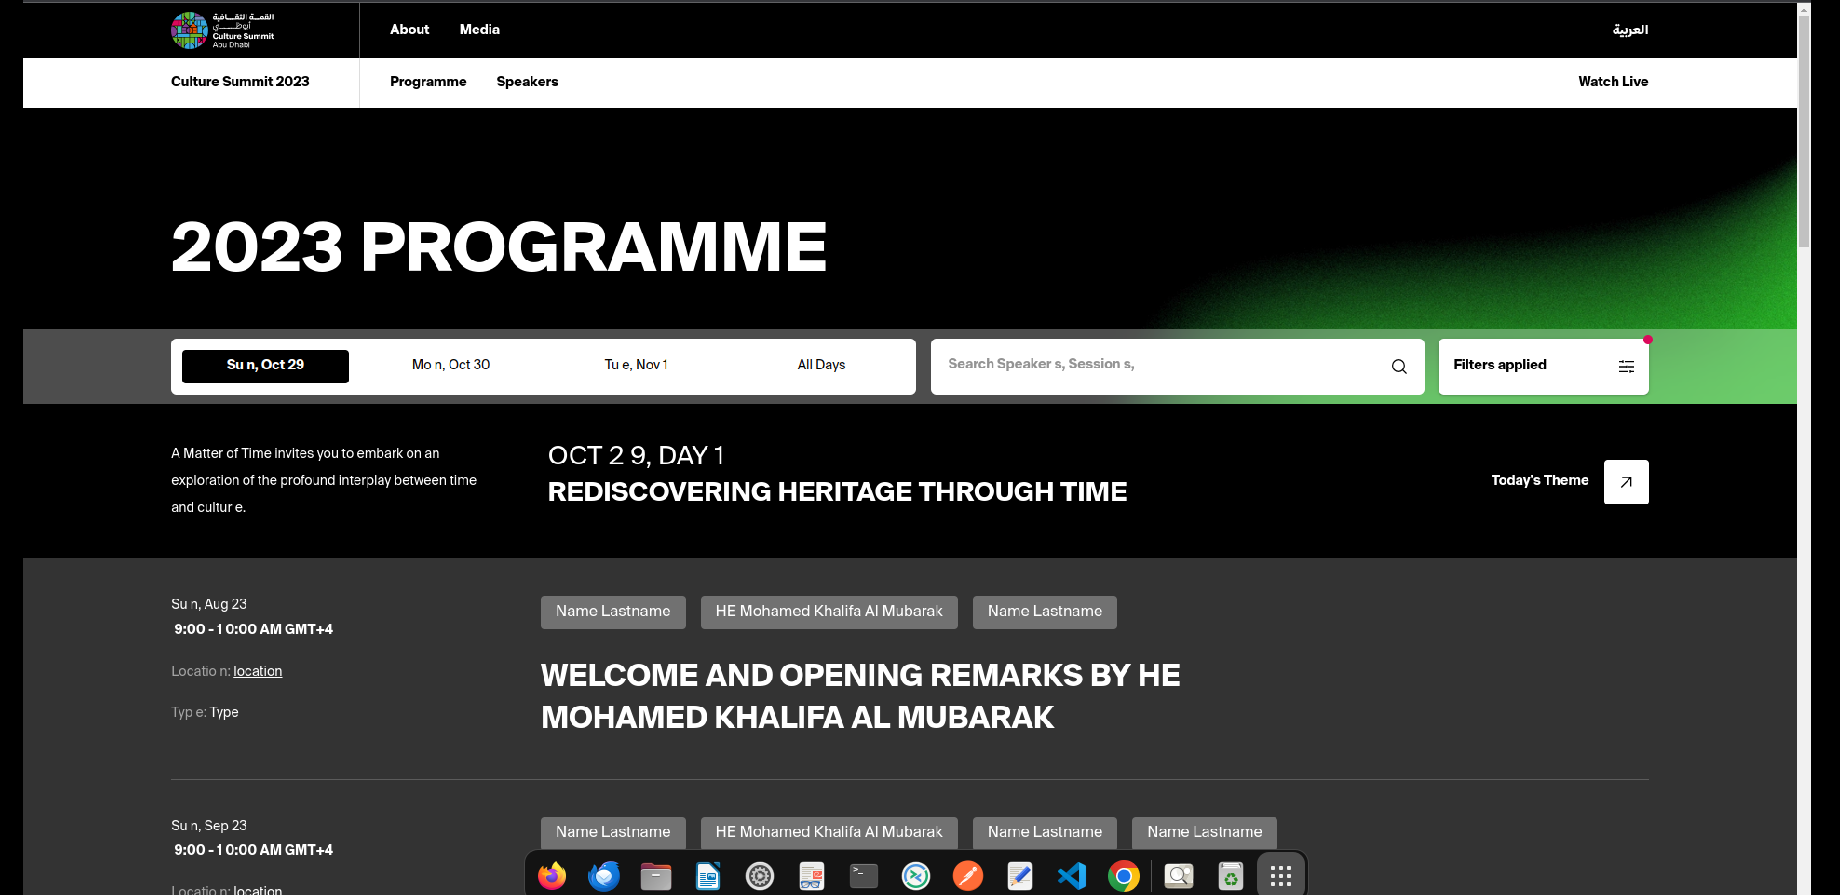 القمة الثقافية
أبوظبي
Culture Summit
Abu Dhabi
About Media
العربية
Culture Summit 2023
Programme Speakers
Watch Live
2023 PROGRAMME
Su n, Oct 29
Mo n, Oct 30
Tu e, Nov 1
All Days
Search Speaker s, Session s,
Filters applied
A Matter of Time invites you to embark on an
exploration of the profound interplay between time
and cultur e.
OCT 2 9, DAY 1
REDISCOVERING HERITAGE THROUGH TIME
Today's Theme
Su n, Aug 23
9:00 - 1 0:00 AM GMT+4
Locatio n: location
Typ e: Type
Name Lastname
HE Mohamed Khalifa Al Mubarak
Name Lastname
WELCOME AND OPENING REMARKS BY HE
MOHAMED KHALIFA AL MUBARAK
Su n, Sep 23
9:00 - 1 0:00 AM GMT+4
Locatio n: location
Name Lastname
HE Mohamed Khalifa Al Mubarak
Name Lastname
Name Lastname